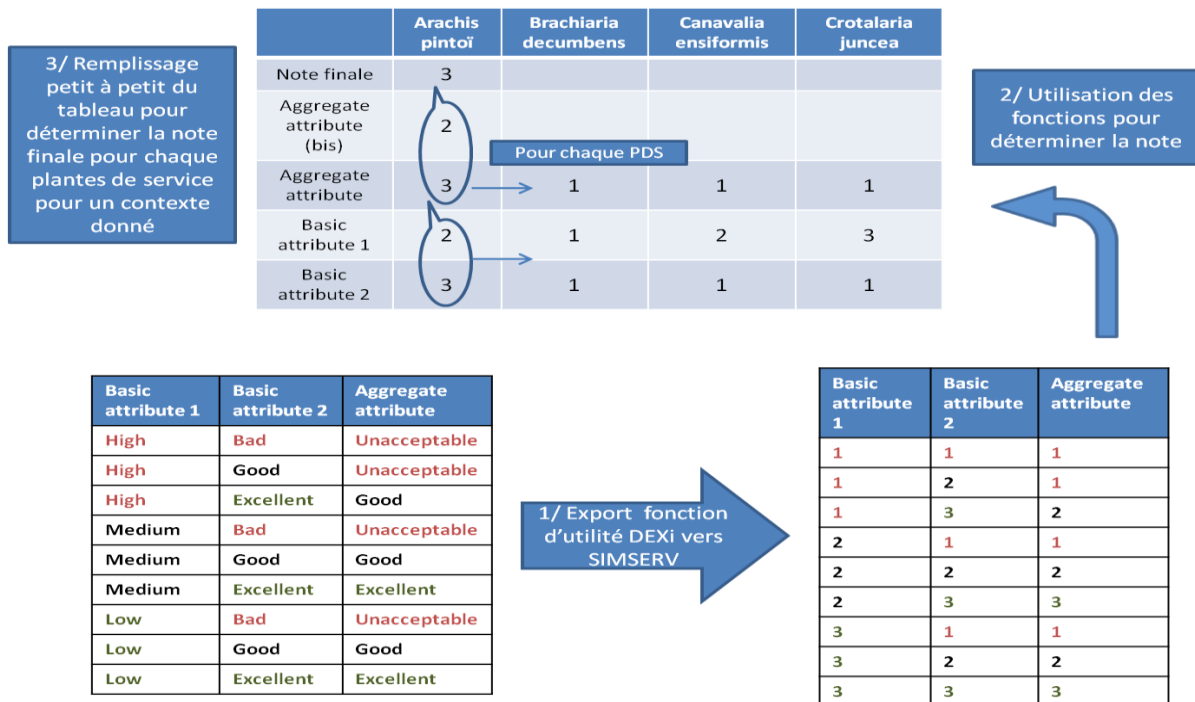 3/ Remplissage
petit à petit du
tableau pour
déterminer la note
finale pour chaque
plantes de service
pour un contexte
donné
Arachis pintoï Brachiaria decumbens Canavalia ensiformis Crotalaria juncea
Note finale 3
Aggregate attribute (bis) 2
Pour chaque PDS
Aggregate attribute 3 1 1 1
Basic attribute 1 2 1 2 3
Basic attribute 2 3 1 1 1
2/ Utilisation des
fonctions pour
déterminer la note
Basic attribute 1 Basic attribute 2 Aggregate attribute
High Bad Unacceptable
High Good Unacceptable
High Excellent Good
Medium Bad Unacceptable
Medium Good Good
Medium Excellent Excellent
Low Bad Unacceptable
Low Good Good
Low Excellent Excellent
1/ Export fonction
d'utilité DEXi vers
SIMSERV
Basic attribute 1 Basic attribute 2 Aggregate attribute
1 1 1
1 2 1
1 3 2
2 1 1
2 2 2
2 3 3
3 1 1
3 2 2
3 3 3